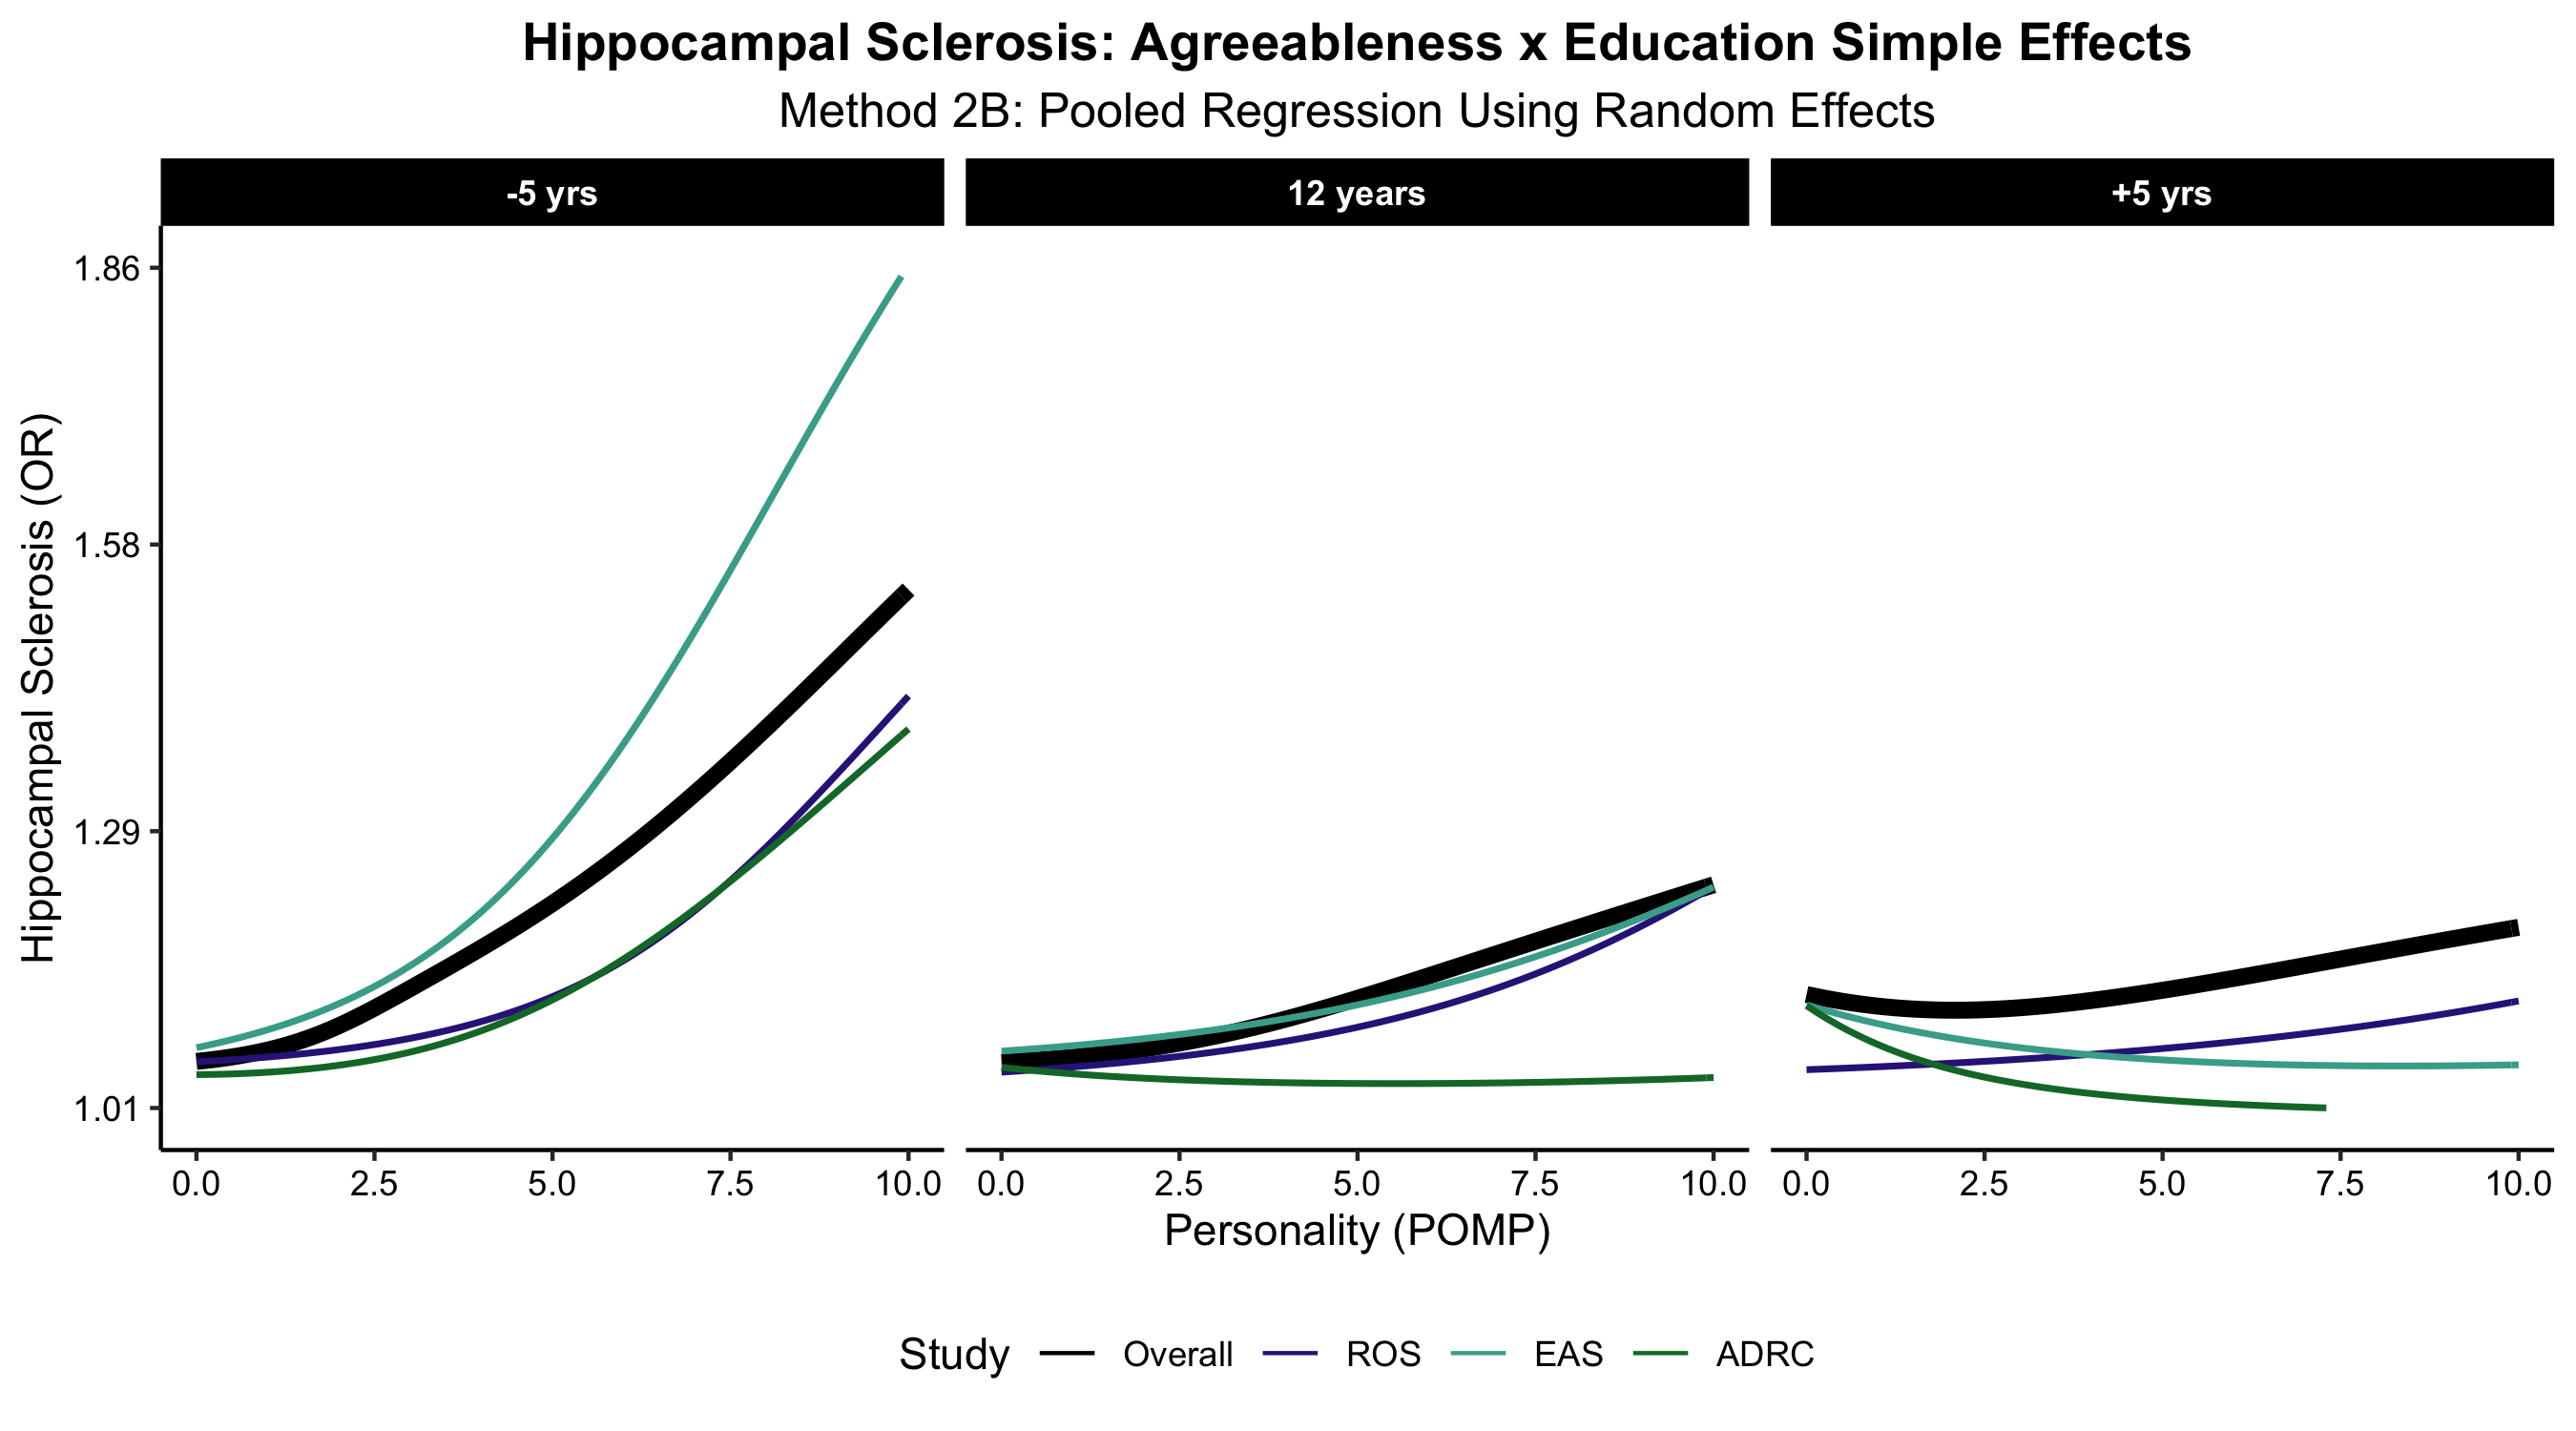 Hippocampal Sclerosis: Agreeableness x Education Simple Effects
Method 2B: Pooled Regression Using Random Effects
-5 yrs
12 years
+5 yrs
Hippocampal Sclerosis (OR)
1.86
1.58
1.29
1.01
0.0 2.5 5.0 7.5 10.0
0.0 2.5 5.0 7.5 10.0
0.0 2.5 5.0 7.5 10.0
Personality (POMP)
Study Overall ROS EAS ADRC